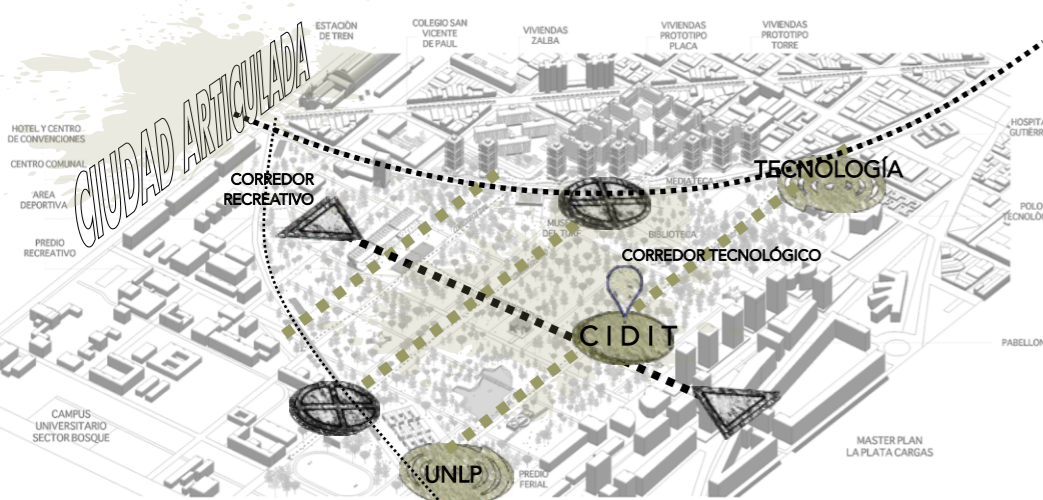 ESTACIÓN
DE TREN
COLEGIO SAN
VICENTE
DE PAUL
VIVIENDAS
ZALBA
VIVIENDAS
PROTOTIPO
PLACA
VIVIENDAS
PROTOTIPO
TORRE
CIUDAD ARTICULADA
HOTEL Y CENTRO
DE CONVENCIONES
CENTRO COMUNAL
AREA
DEPORTIVA
PREDIO
RECREATIVO
CORREDOR
RECREATIVO
MEDIATECA
TECNOLOGÍA
BIBLIOTECA
CORREDOR TECNOLÓGICO
CIDIT
CAMPUS
UNIVERSITARIO
SECTOR BOSQUE
UNLP
PREDIO
FERIAL
MASTER PLAN
LA PLATA CARGAS